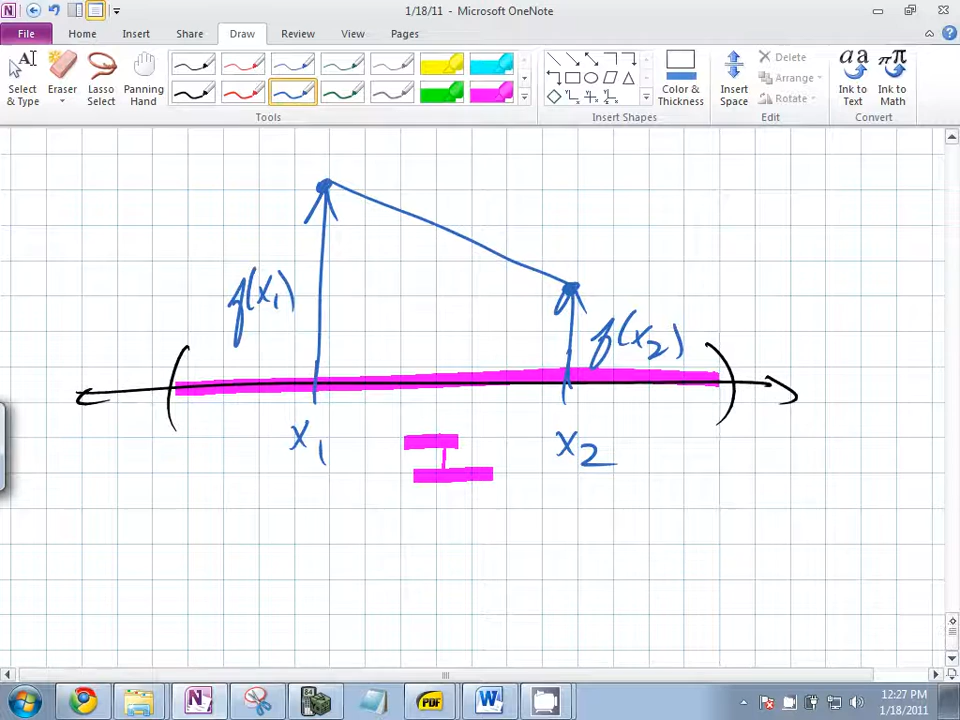 1/18/11 - Microsoft OneNote
File Home Insert Share Draw Review View Pages
Select & Type
Eraser
Lasso Select
Panning Hand
Color & Thickness
Insert Space
Delete
Arrange
Rotate
Ink to Text
Ink to Math
Tools
Insert Shapes
Edit
Convert
f(x₁)
f(x₂)
x₁
I
x₂
PDF
12:27 PM
1/18/2011